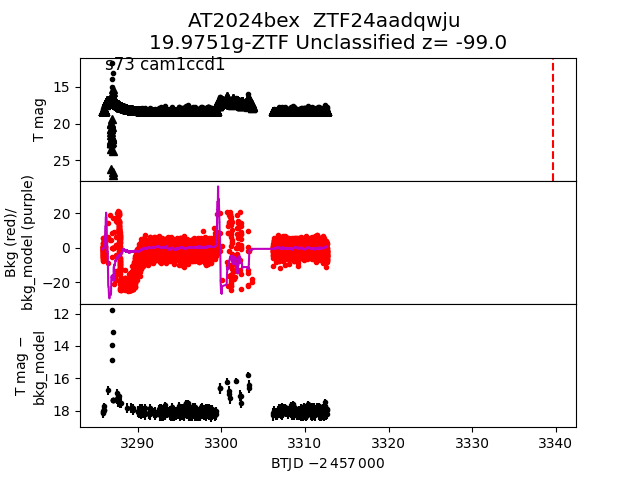 AT2024bex  ZTF24aadqwju
19.9751g-ZTF Unclassified z= -99.0
s73 cam1ccd1
T mag
15
20
25
Bkg (red)/
bkg_model (purple)
20
0
−20
T mag −
bkg_model
12
14
16
18
3290
3300
3310
3320
3330
3340
BTJD −2 457 000